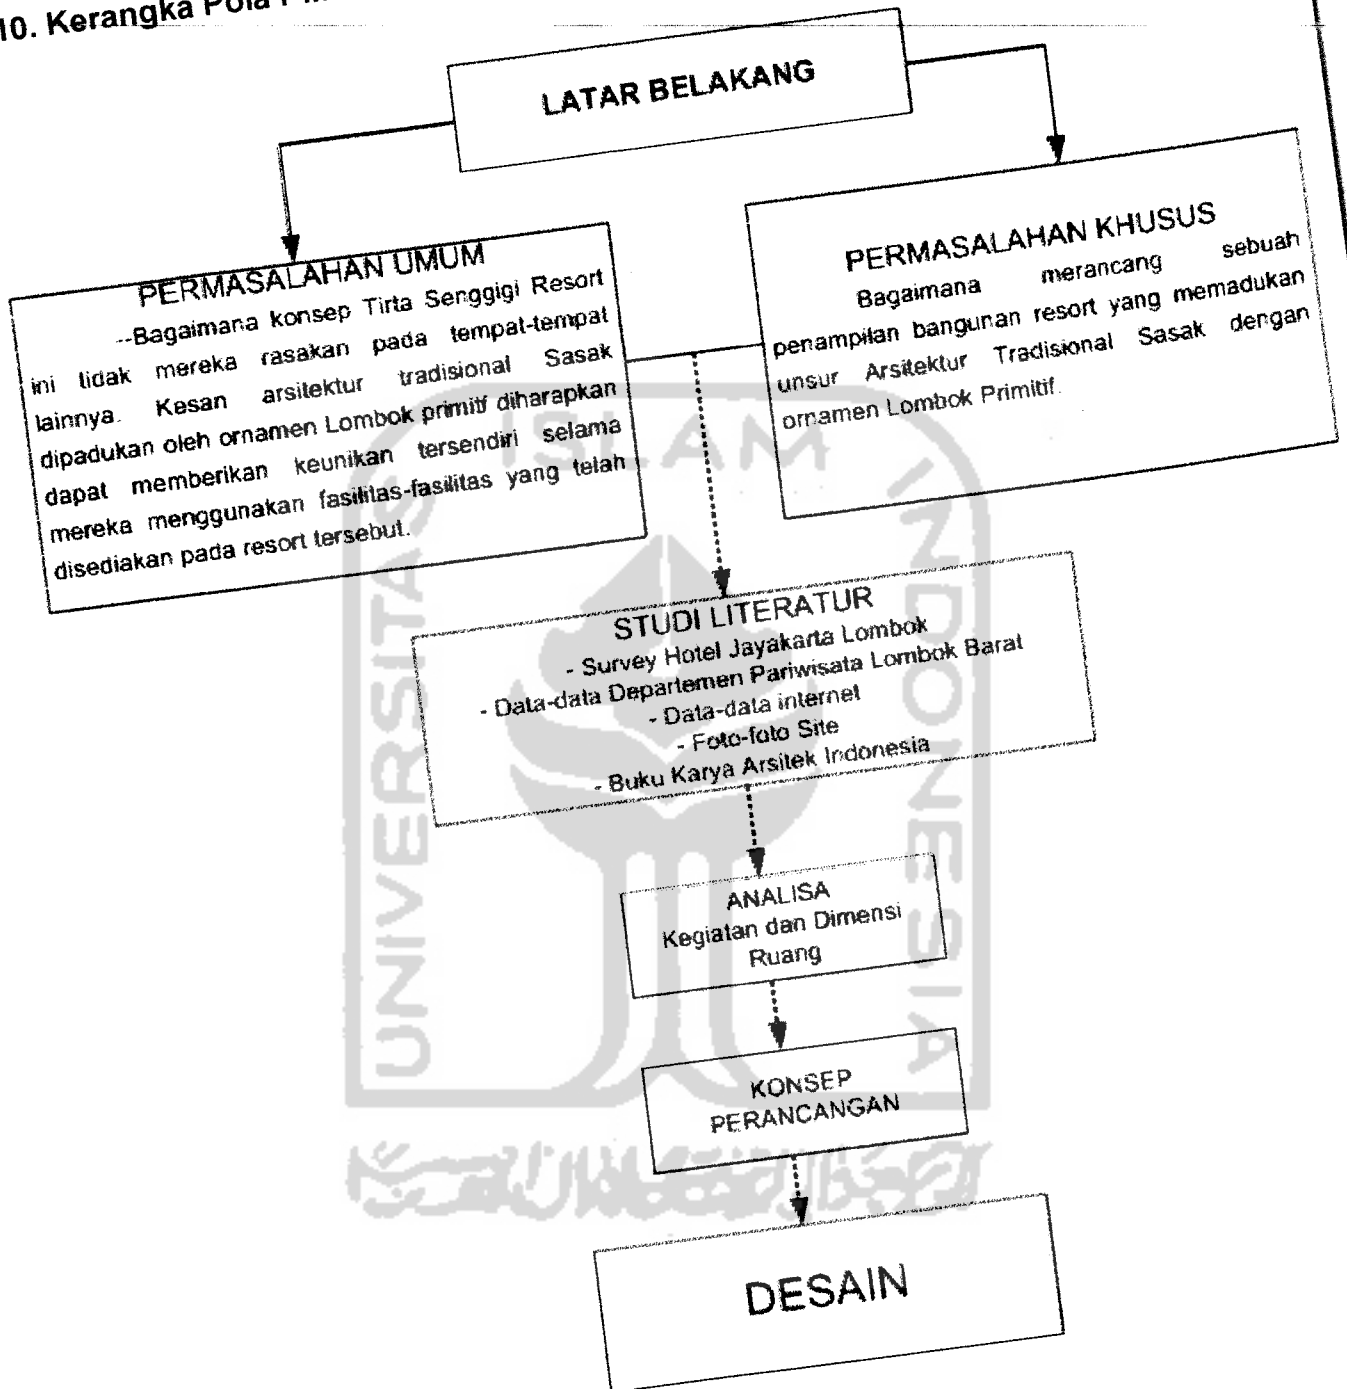 10. Kerangka Pola
LATAR BELAKANG
PERMASALAHAN UMUM
--Bagaimana konsep Tirta Senggigi Resort
ini tidak mereka rasakan pada tempat-tempat
lainnya. Kesan arsitektur tradisional Sasak
dipadukan oleh ornamen Lombok primitf diharapkan
dapat memberikan keunikan tersendiri selama
mereka menggunakan fasilitas-fasilitas yang telah
disediakan pada resort tersebut.
PERMASALAHAN KHUSUS
Bagaimana merancang sebuah
penampilan bangunan resort yang memadukan
unsur Arsitektur Tradisional Sasak dengan
ornamen Lombok Primitif.
STUDI LITERATUR
- Survey Hotel Jayakarta Lombok
- Data-data Departemen Pariwisata Lombok Barat
- Data-data internet
- Foto-foto Site
- Buku Karya Arsitek Indonesia
ANALISA
Kegiatan dan Dimensi
Ruang
KONSEP
PERANCANGAN
DESAIN
UNIVERSITAS
ISLAM
INDONESIA